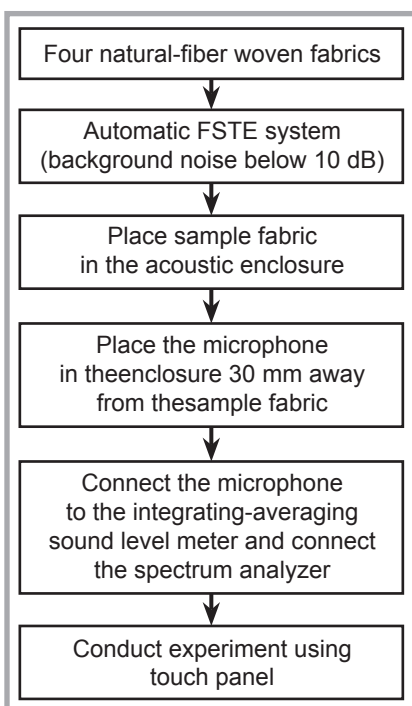 Four natural-fiber woven fabrics
Automatic FSTE system
(background noise below 10 dB)
Place sample fabric
in the acoustic enclosure
Place the microphone
in theenclosure 30 mm away
from thesample fabric
Connect the microphone
to the integrating-averaging
sound level meter and connect
the spectrum analyzer
Conduct experiment using
touch panel